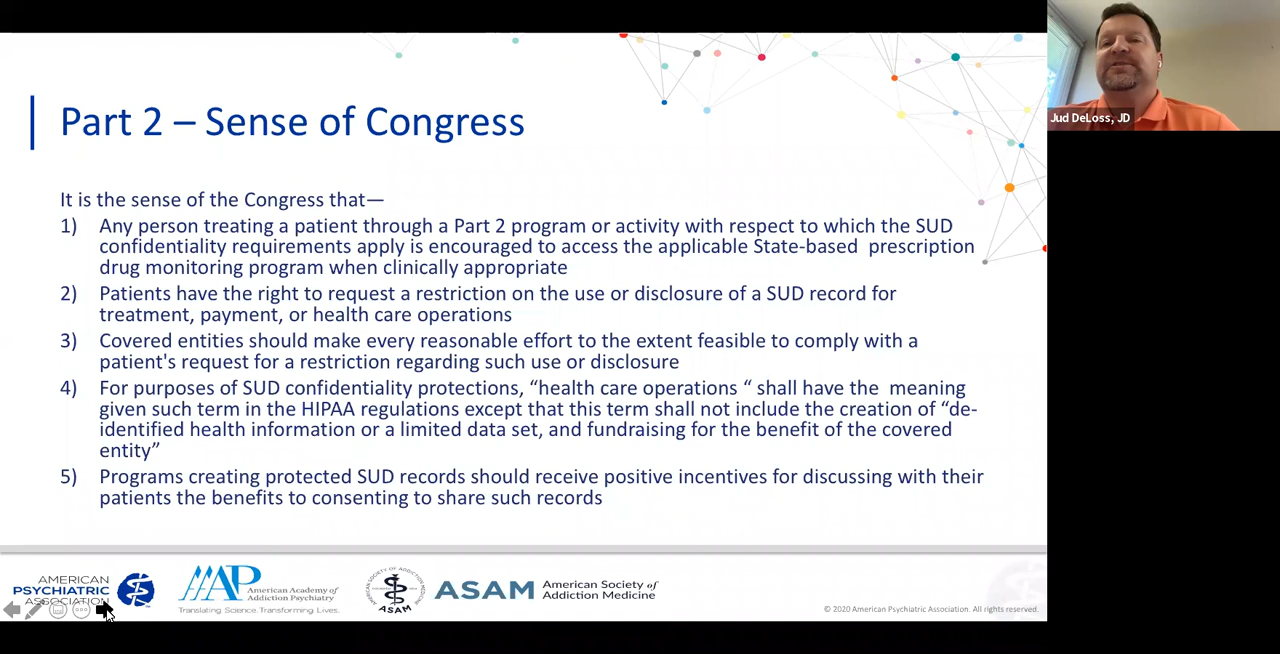 Part 2 – Sense of Congress
It is the sense of the Congress that—
1) Any person treating a patient through a Part 2 program or activity with respect to which the SUD
confidentiality requirements apply is encouraged to access the applicable State-based prescription
drug monitoring program when clinically appropriate
2) Patients have the right to request a restriction on the use or disclosure of a SUD record for
treatment, payment, or health care operations
3) Covered entities should make every reasonable effort to the extent feasible to comply with a
patient's request for a restriction regarding such use or disclosure
4) For purposes of SUD confidentiality protections, “health care operations “ shall have the meaning
given such term in the HIPAA regulations except that this term shall not include the creation of “de-
identified health information or a limited data set, and fundraising for the benefit of the covered
entity”
5) Programs creating protected SUD records should receive positive incentives for discussing with their
patients the benefits to consenting to share such records
Jud DeLoss, JD
AMERICAN
PSYCHIATRIC
ASSOCIATION
AAAP
American Academy of
Addiction Psychiatry
Translating Science. Transforming Lives.
AMERICAN SOCIETY OF
ADDICTION MEDICINE
ASAM
ASAM
American Society of
Addiction Medicine
© 2020 American Psychiatric Association. All rights reserved.